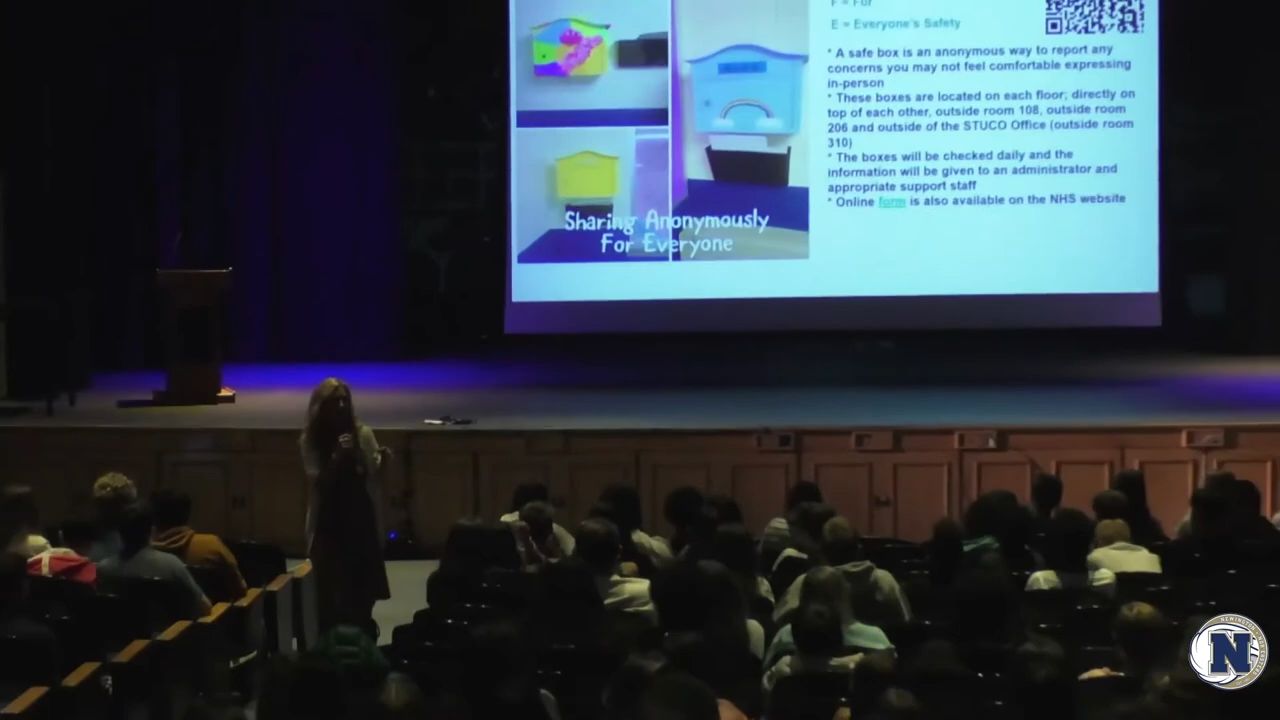 F = For
E = Everyone's Safety
* A safe box is an anonymous way to report any
concerns you may not feel comfortable expressing
in-person
* These boxes are located on each floor; directly on
top of each other, outside room 108, outside room
206 and outside of the STUCO Office (outside room
310)
* The boxes will be checked daily and the
information will be given to an administrator and
appropriate support staff
* Online form is also available on the NHS website
Sharing Anonymously
For Everyone
N